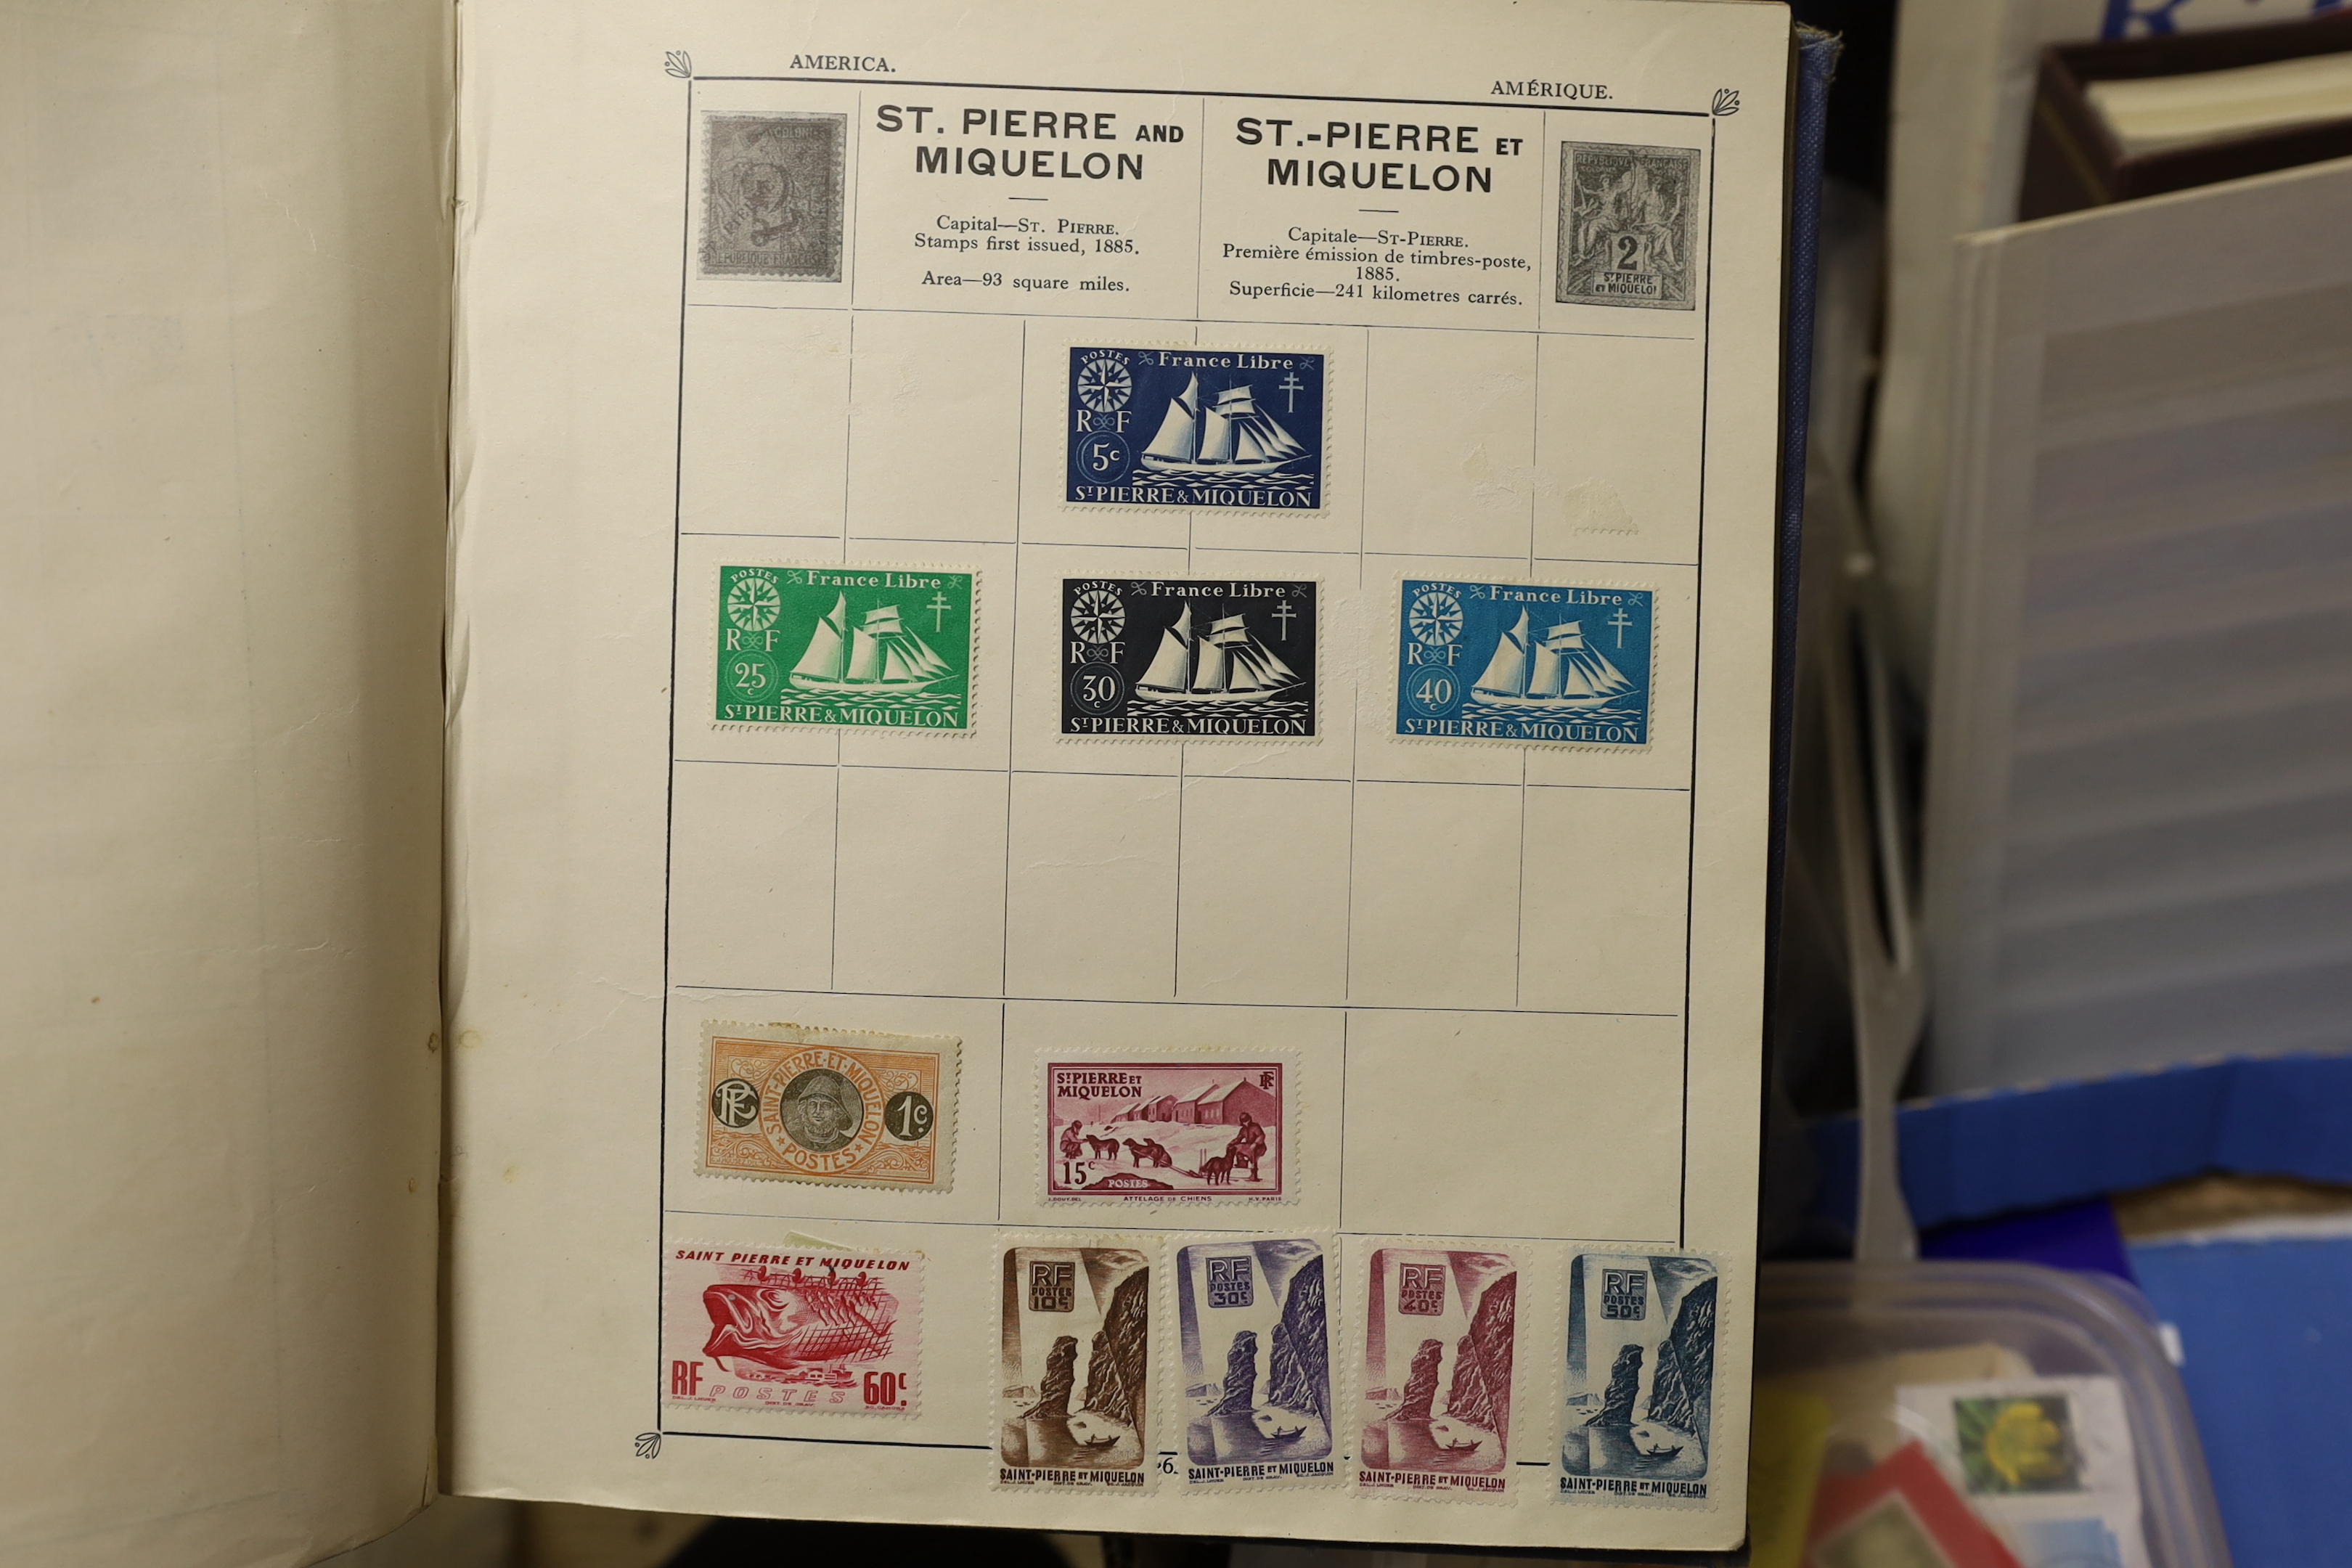 AMERICA.
AMÉRIQUE.
COLONIES
RÉPUBLIQUE FRANÇAISE
ST. PIERRE AND
MIQUELON
Capital—St. Pierre.
Stamps first issued, 1885.
Area—93 square miles.
ST.-PIERRE ET
MIQUELON
Capitale—St-Pierre.
Première émission de timbres-poste,
1885.
Superficie—241 kilometres carrés.
REPUBLIQUE FRANÇAISE
2
ST PIERRE
ET MIQUELON
POSTES France Libre
RF
5c
ST PIERRE & MIQUELON
POSTES France Libre
RF
25c
ST PIERRE & MIQUELON
POSTES France Libre
RF
30c
ST PIERRE & MIQUELON
POSTES France Libre
RF
40c
ST PIERRE & MIQUELON
SAINT-PIERRE-ET-MIQUELON
RF
1c.
POSTES
ST PIERRE ET
MIQUELON
RF
15c
POSTES
ATTELAGE DE CHIENS
SAINT PIERRE ET MIQUELON
RF POSTES 60c.
RF
POSTES
10c
SAINT-PIERRE ET MIQUELON
RF
POSTES
30c
SAINT-PIERRE ET MIQUELON
RF
POSTES
40c
SAINT-PIERRE ET MIQUELON
RF
POSTES
50c
SAINT-PIERRE ET MIQUELON